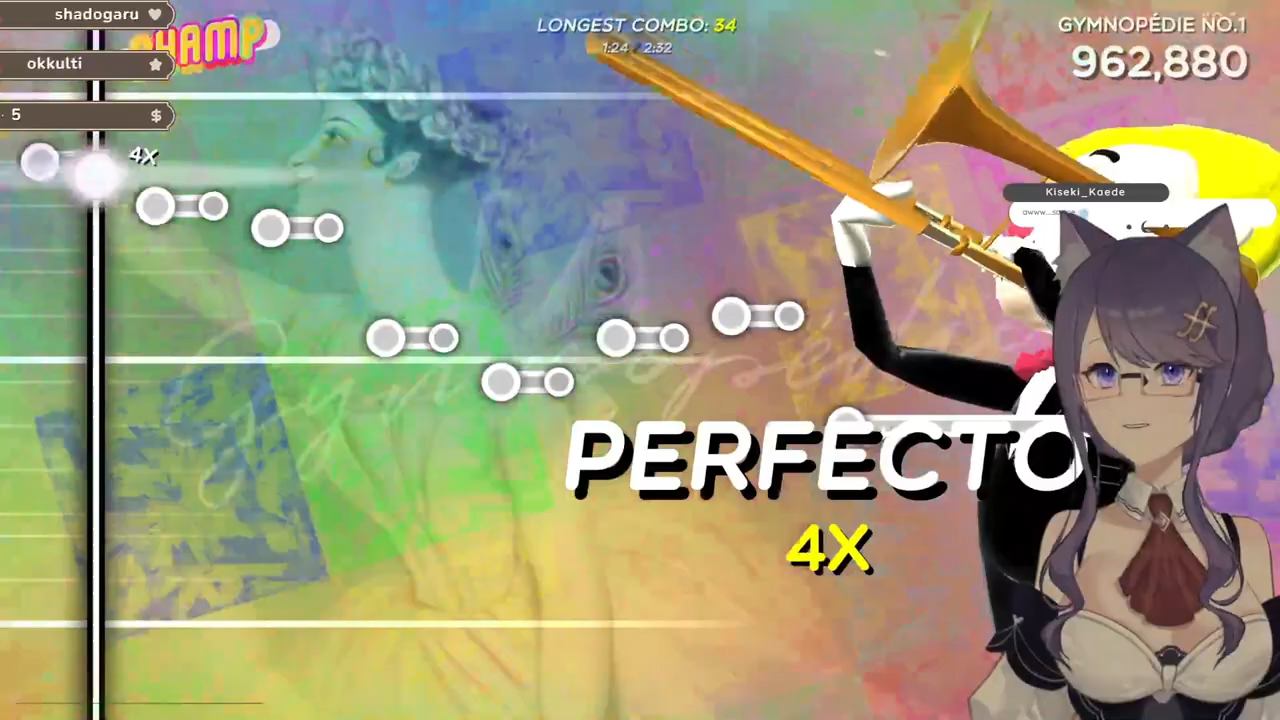 shadogaru
okkulti
5 $
CHAMP
4X
LONGEST COMBO: 34
1:24 2:32
GYMNOPÉDIE NO.1
962,880
Kiseki_Kaede
PERFECTO
4X